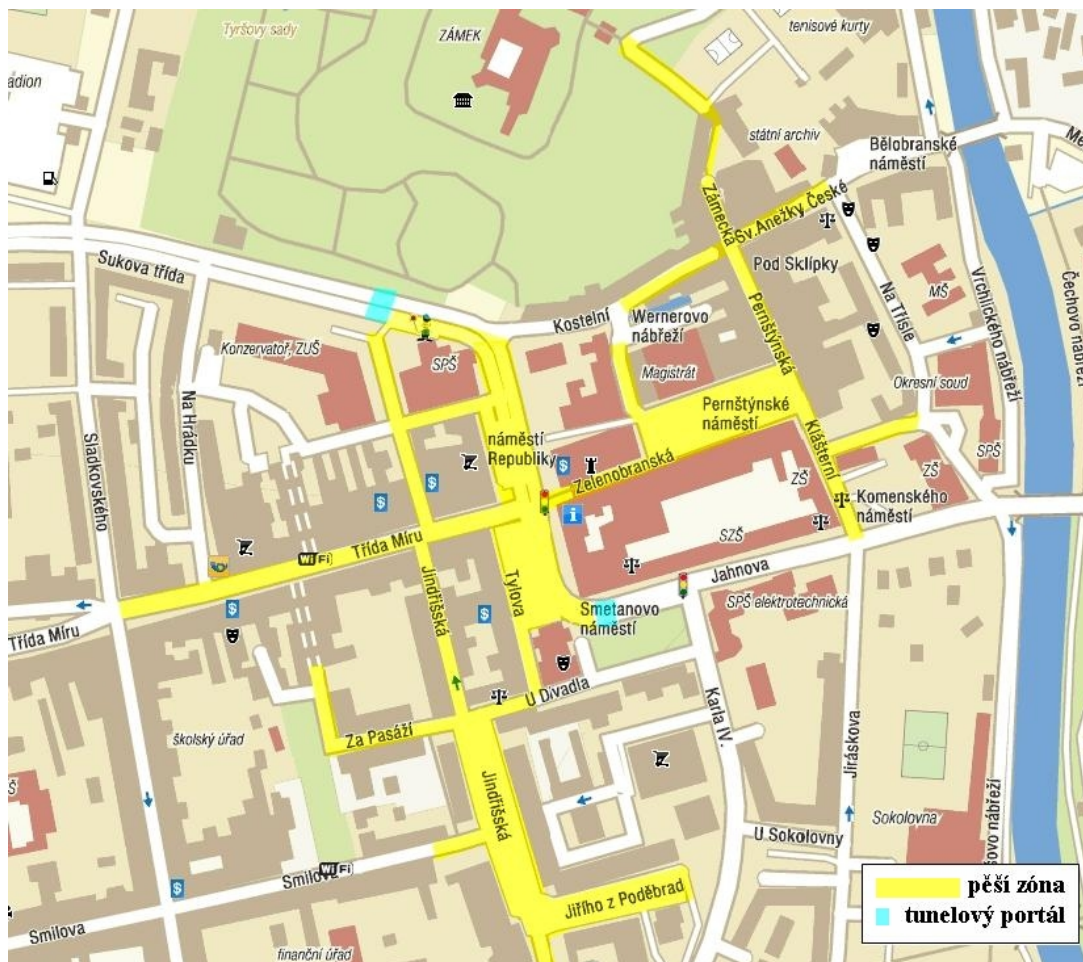 Tyršovy sady
ZÁMEK
tenisové kurty
státní archiv
Bělobranské
náměstí
Zámecká
Sv. Anežky České
Pod Sklípky
Sukova třída
Kostelní
Wernerovo
nábřeží
Pernštýnská
Na Třísle
MŠ
Vrchlického nábřeží
Čechovo nábřeží
Konzervatoř, ZUŠ
SPŠ
Magistrát
Okresní soud
Na Hrádku
Sladkovského
náměstí
Republiky
Pernštýnské
náměstí
Klášterní
Zelenobranská
ZŠ
ZŠ
SPŠ
Komenského
náměstí
SZŠ
Třída Míru
WiFi
Jindřišská
Tylova
Jahnova
Smetanovo
náměstí
SPŠ elektrotechnická
Třída Míru
U Divadla
Karla IV.
Jiráskova
školský úřad
Za Pasáží
Jindřišská
Sokolovna
U Sokolovny
Smilova
WiFi
Jiřího z Poděbrad
Smilova
finanční úřad
pěší zóna
tunelový portál